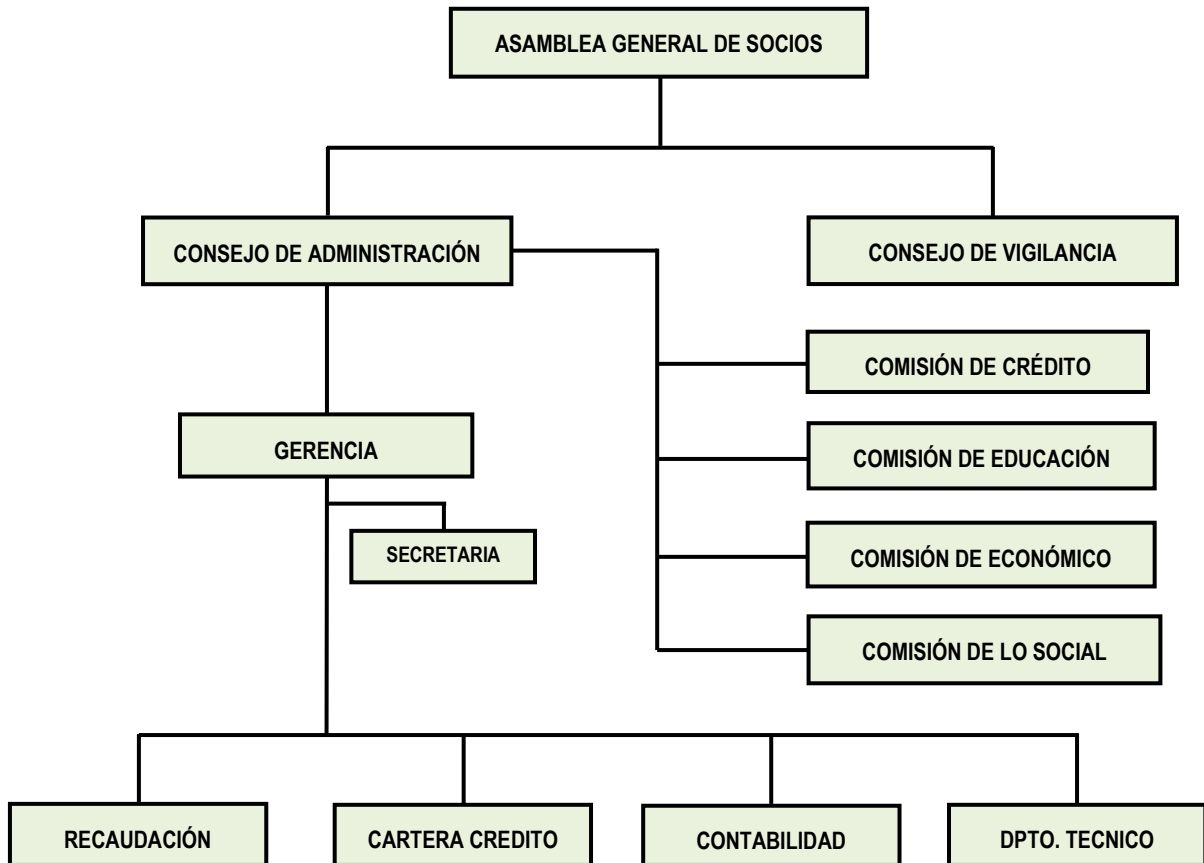 ASAMBLEA GENERAL DE SOCIOS
CONSEJO DE ADMINISTRACIÓN
CONSEJO DE VIGILANCIA
COMISIÓN DE CRÉDITO
GERENCIA
COMISIÓN DE EDUCACIÓN
SECRETARIA
COMISIÓN DE ECONÓMICO
COMISIÓN DE LO SOCIAL
RECAUDACIÓN
CARTERA CREDITO
CONTABILIDAD
DPTO. TECNICO